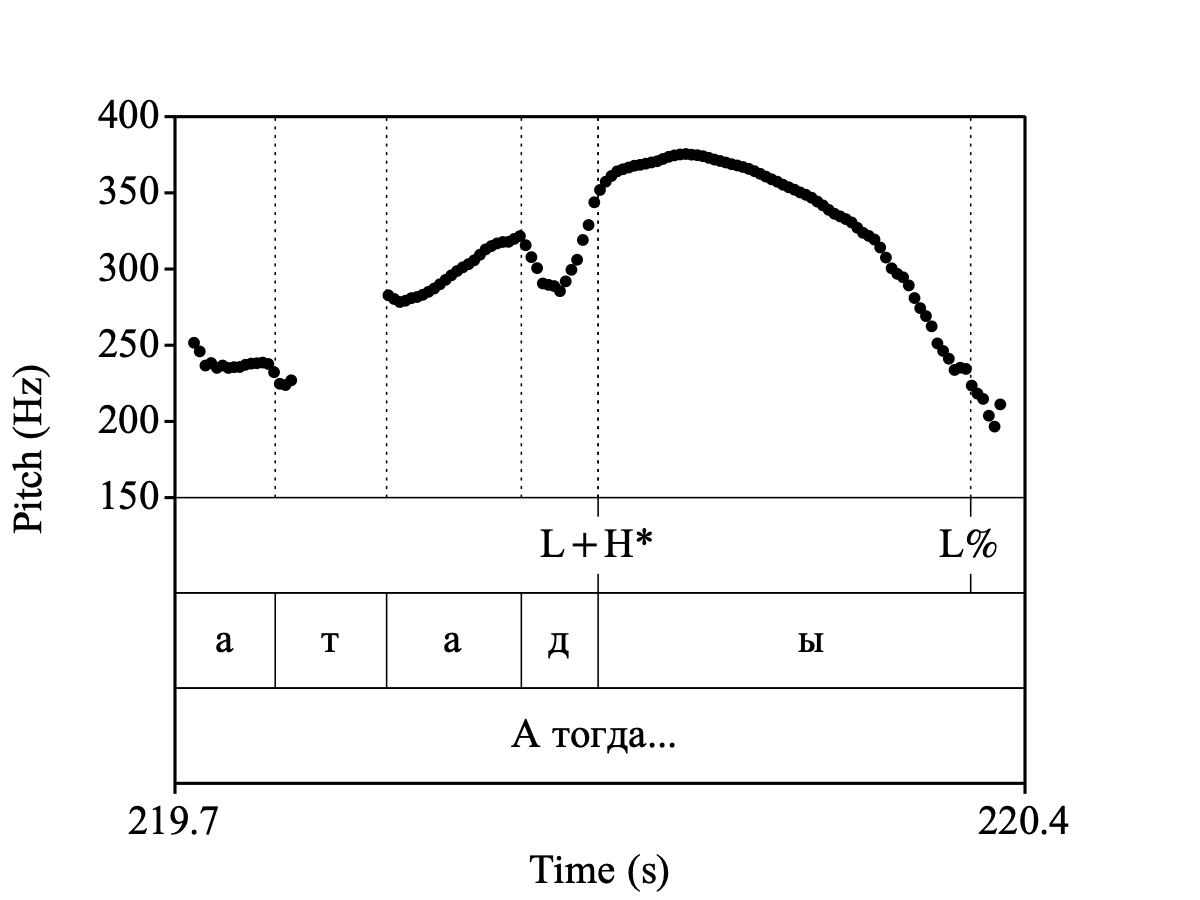 400
350
300
250
200
150
Pitch (Hz)
L+H* L%
а т а д ы
А тогда...
219.7 220.4
Time (s)